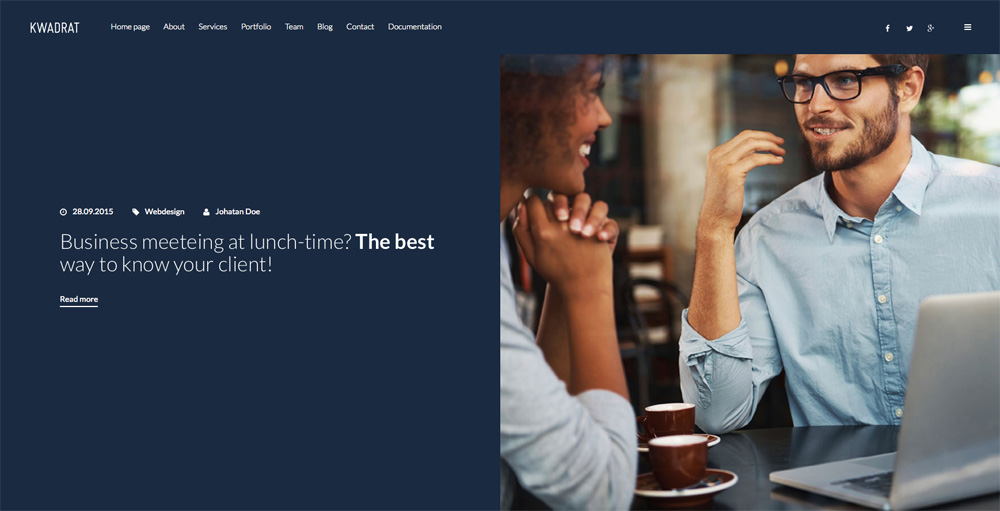 KWADRAT
Home page About Services Portfolio Team Blog Contact Documentation
28.09.2015 Webdesign Johatan Doe
Business meeteing at lunch-time? The best
way to know your client!
Read more